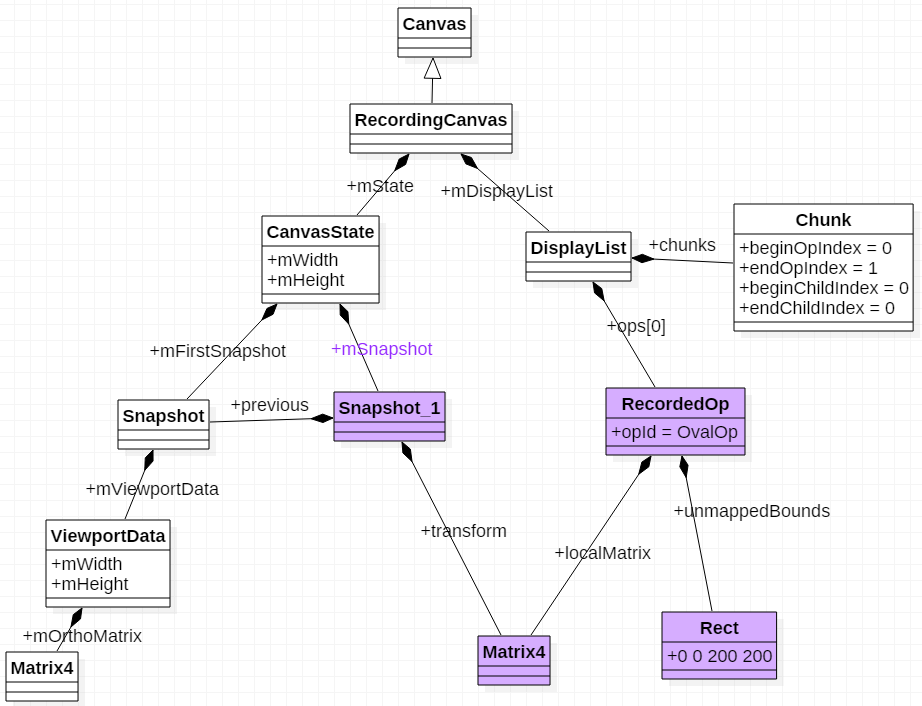 Canvas
RecordingCanvas
+mState
+mDisplayList
CanvasState
+mWidth
+mHeight
DisplayList
+chunks
Chunk
+beginOpIndex = 0
+endOpIndex = 1
+beginChildIndex = 0
+endChildIndex = 0
+mFirstSnapshot
+mSnapshot
+ops[0]
Snapshot
+previous
Snapshot_1
RecordedOp
+opId = OvalOp
+mViewportData
+transform
+localMatrix
+unmappedBounds
ViewportData
+mWidth
+mHeight
+mOrthoMatrix
Matrix4
Matrix4
Rect
+0 0 200 200